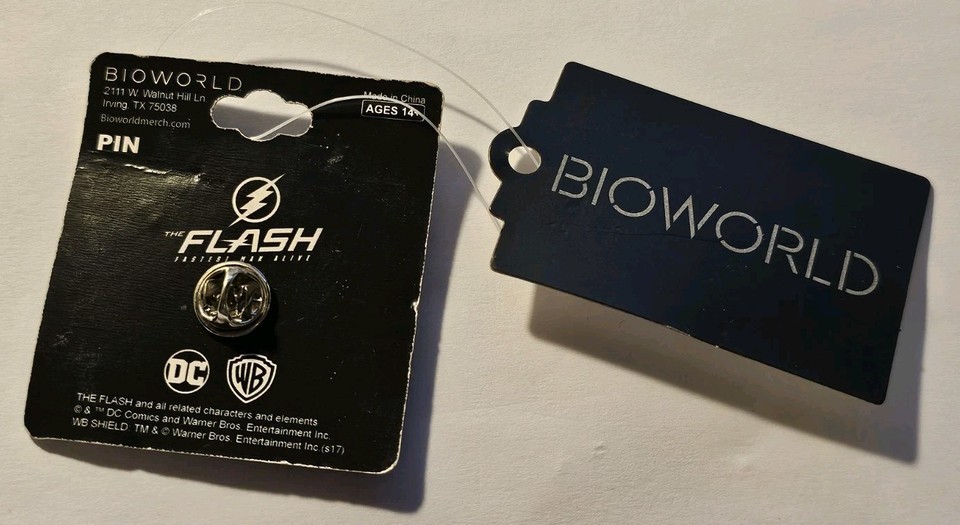 BIOWORLD
2111 W. Walnut Hill Ln.
Irving, TX 75038
Bioworldmerch.com
Made in China
AGES 14+
PIN
THE FLASH
FASTEST MAN ALIVE
DC
WB
THE FLASH and all related characters and elements
© & ™ DC Comics and Warner Bros. Entertainment Inc.
WB SHIELD. TM & © Warner Bros. Entertainment Inc.(s17)
BIOWORLD